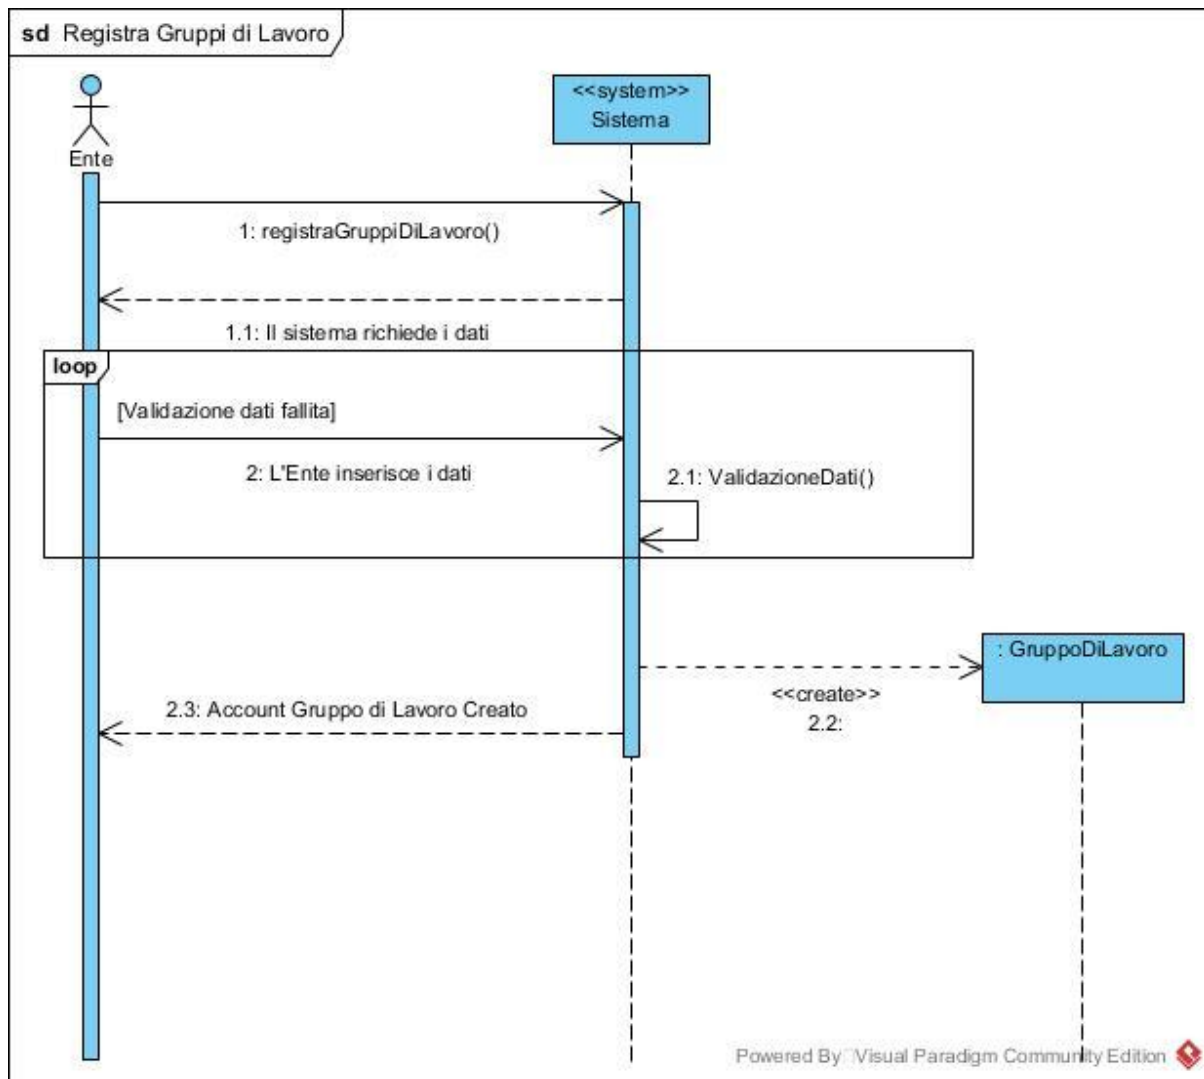 sd Registra Gruppi di Lavoro
<<system>>
Sistema
Ente
1: registraGruppiDiLavoro()
1.1: Il sistema richiede i dati
loop
[Validazione dati fallita]
2: L'Ente inserisce i dati
2.1: ValidazioneDati()
: GruppoDiLavoro
<<create>>
2.2:
2.3: Account Gruppo di Lavoro Creato
Powered By Visual Paradigm Community Edition